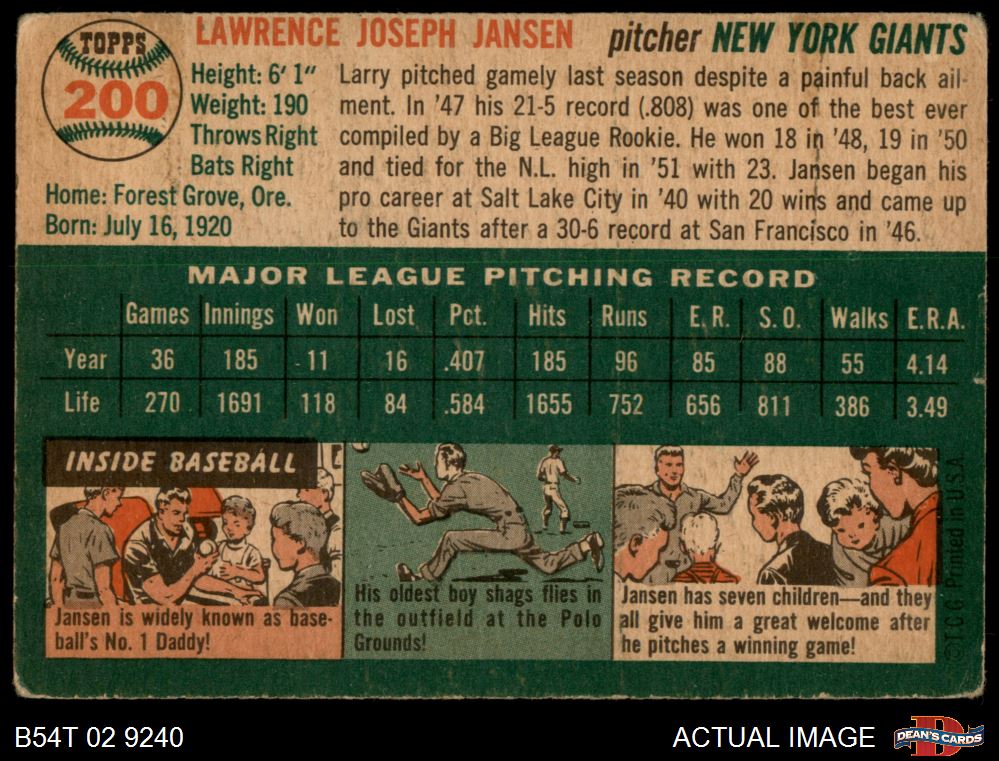 TOPPS
200
LAWRENCE JOSEPH JANSEN pitcher NEW YORK GIANTS
Height: 6' 1"
Weight: 190
Throws Right
Bats Right
Home: Forest Grove, Ore.
Born: July 16, 1920
Larry pitched gamely last season despite a painful back ail-
ment. In '47 his 21-5 record (.808) was one of the best ever
compiled by a Big League Rookie. He won 18 in '48, 19 in '50
and tied for the N.L. high in '51 with 23. Jansen began his
pro career at Salt Lake City in '40 with 20 wins and came up
to the Giants after a 30-6 record at San Francisco in '46.
MAJOR LEAGUE PITCHING RECORD
Games Innings Won Lost Pct. Hits Runs E.R. S.O. Walks E.R.A.
Year 36 185 11 16 .407 185 96 85 88 55 4.14
Life 270 1691 118 84 .584 1655 752 656 811 386 3.49
INSIDE BASEBALL
Jansen is widely known as base-
ball's No. 1 Daddy!
His oldest boy shags flies in
the outfield at the Polo
Grounds!
Jansen has seven children—and they
all give him a great welcome after
he pitches a winning game!
©T.C.G. Printed in U.S.A.
B54T 02 9240
ACTUAL IMAGE
DEAN'S CARDS